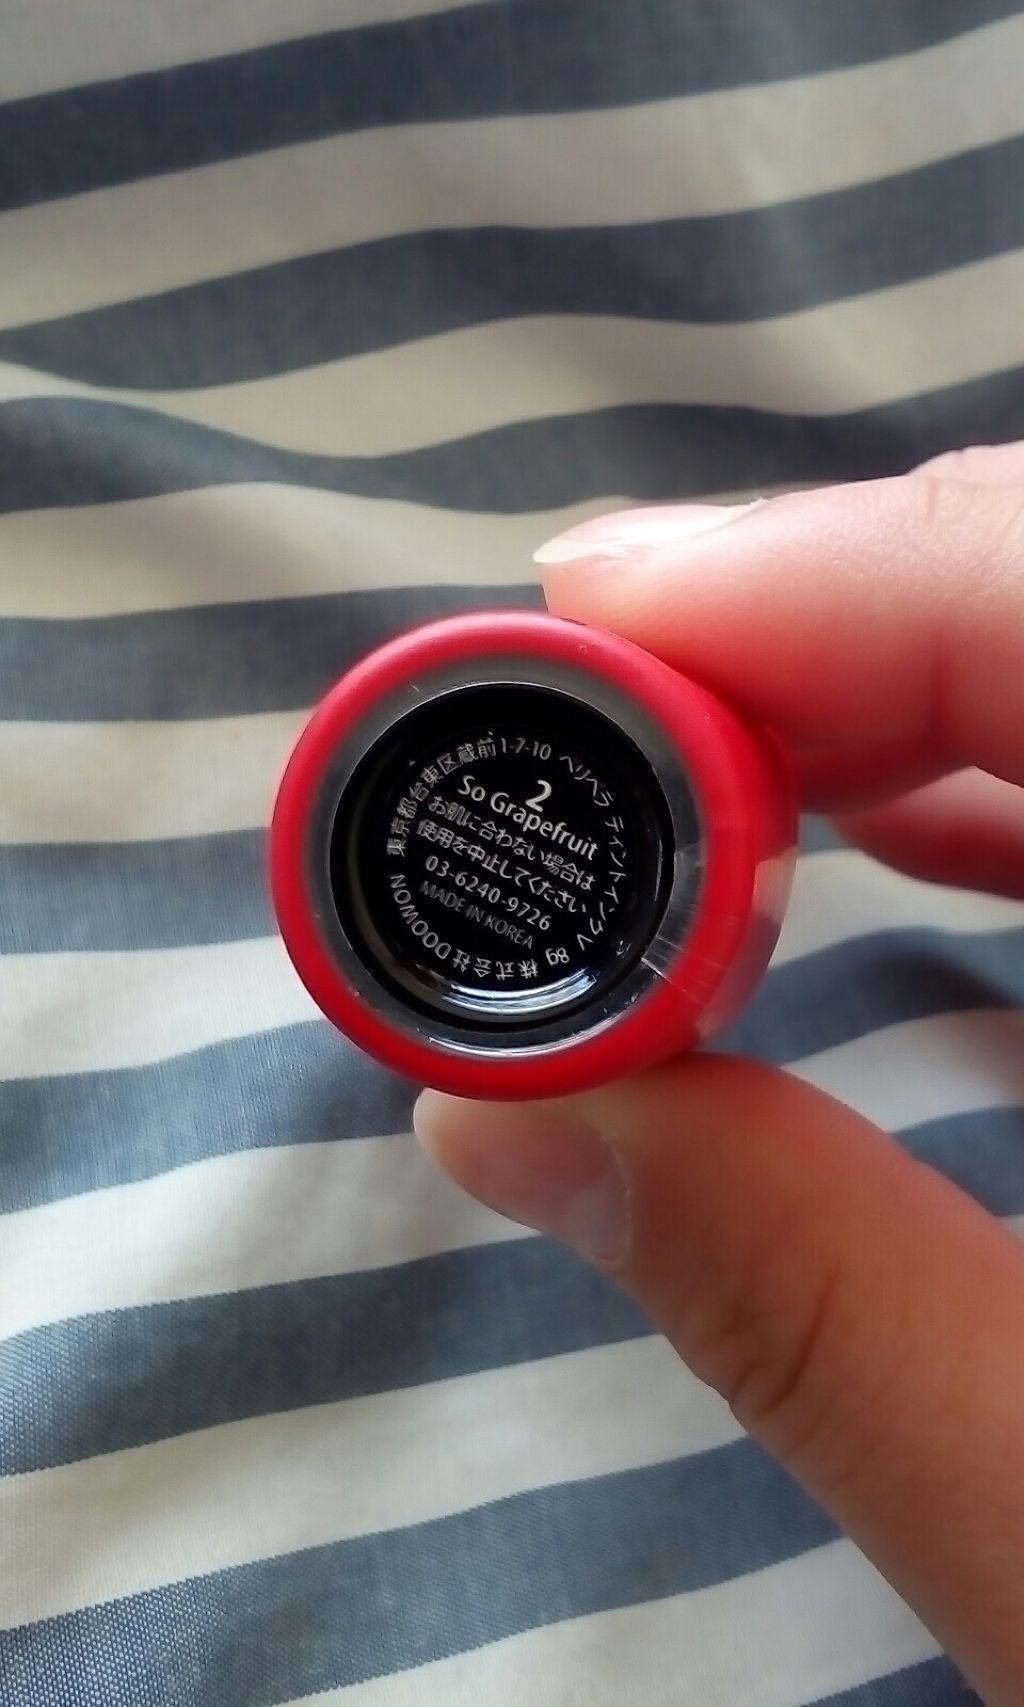 ペリペラ ティントインクV 8g
株式会社 DOOWON
東京都台東区蔵前1-7-10
2
So Grapefruit
お肌に合わない場合は
使用を中止してください
03-6240-9726
MADE IN KOREA